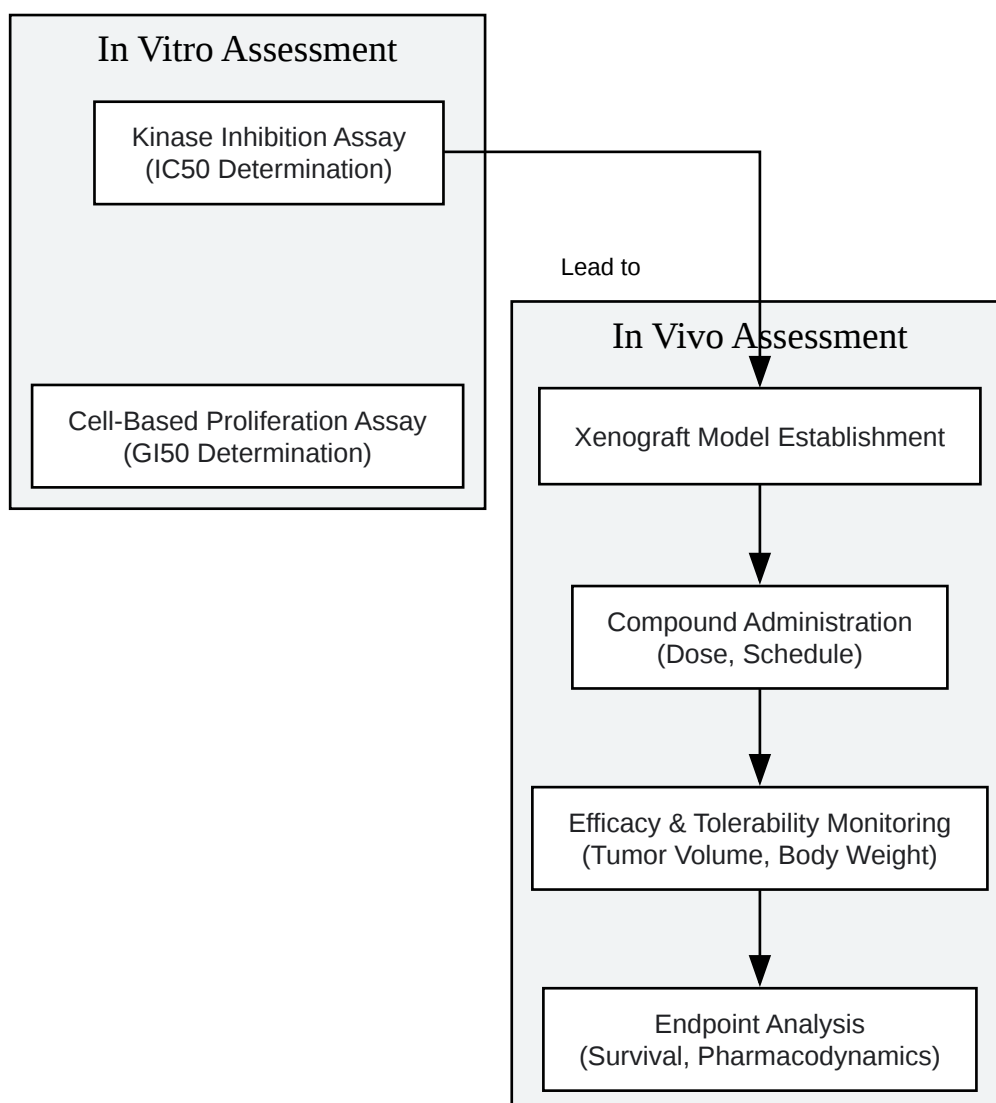 In Vitro Assessment
Kinase Inhibition Assay
(IC50 Determination)
Cell-Based Proliferation Assay
(GI50 Determination)
Lead to
In Vivo Assessment
Xenograft Model Establishment
Compound Administration
(Dose, Schedule)
Efficacy & Tolerability Monitoring
(Tumor Volume, Body Weight)
Endpoint Analysis
(Survival, Pharmacodynamics)